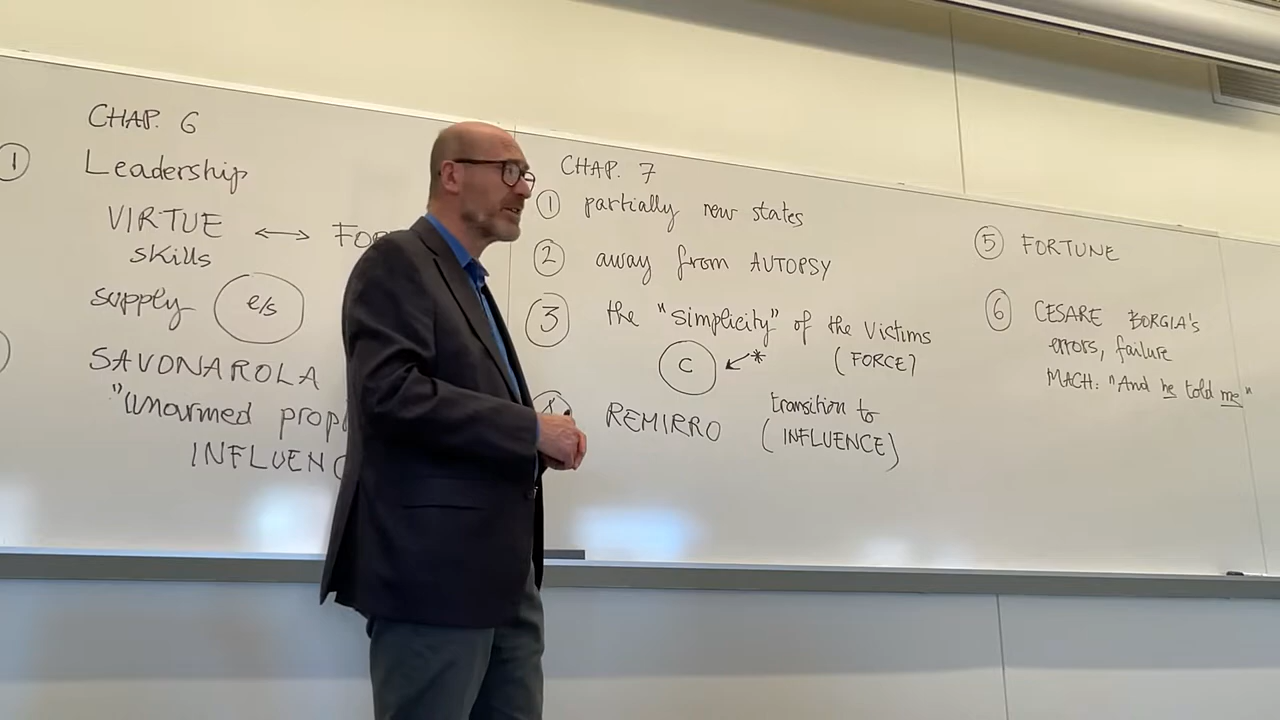 CHAP. 6
1 Leadership
VIRTUE ↔ FO
skills
supply e/s
SAVONAROLA
"Unarmed prop
INFLUENC
CHAP. 7
1 partially new states
2 away from AUTOPSY
3 the "simplicity" of the victims
C ↙* (FORCE)
REMIRRO transition to
(INFLUENCE)
5 FORTUNE
6 CESARE BORGIA's
errors, failure
MACH: "And he told me"